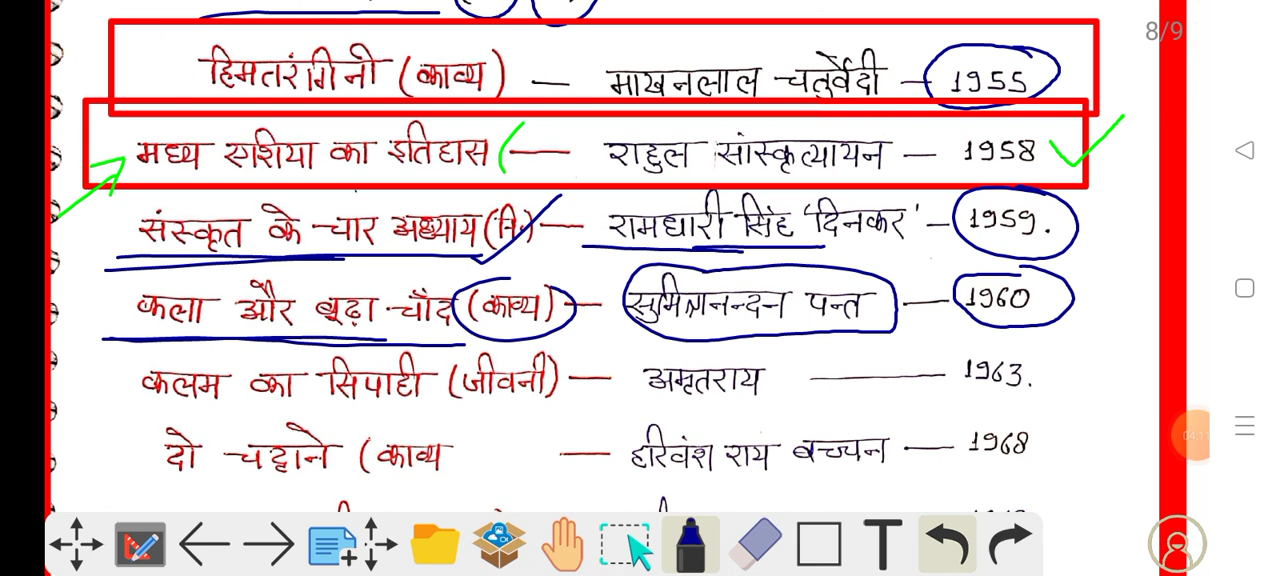 8/9
हिमतरंगिनी (काव्य) — माखनलाल चतुर्वेदी — 1955
मध्य एशिया का इतिहास ( — राहुल सांस्कृत्यायन — 1958
संस्कृत के चार अध्याय (नि०) — रामधारी सिंह 'दिनकर' — 1959.
कला और बूढ़ा चाँद (काव्य) — सुमित्रानन्दन पन्त — 1960
कलम का सिपाही (जीवनी) — अमृतराय — 1963.
दो चट्टाने (काव्य — हरिवंश राय बच्चन — 1968
T